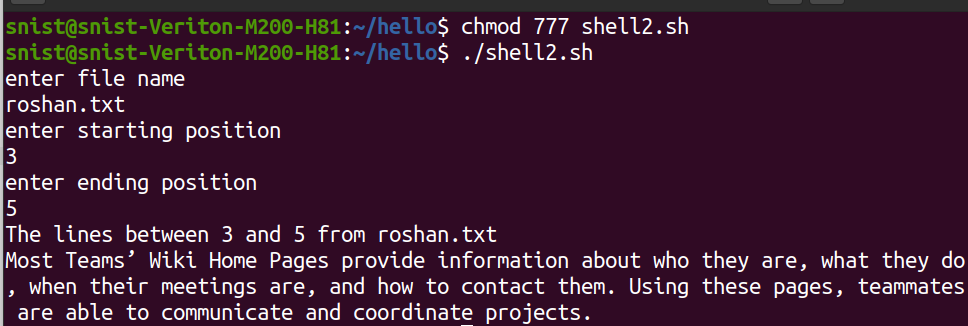 snist@snist-Veriton-M200-H81:~/hello$ chmod 777 shell2.sh
snist@snist-Veriton-M200-H81:~/hello$ ./shell2.sh
enter file name
roshan.txt
enter starting position
3
enter ending position
5
The lines between 3 and 5 from roshan.txt
Most Teams’ Wiki Home Pages provide information about who they are, what they do
, when their meetings are, and how to contact them. Using these pages, teammates
 are able to communicate and coordinate projects.